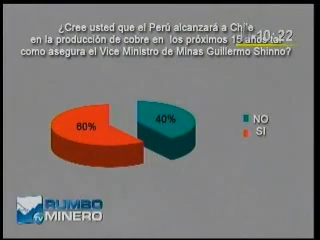 ¿Cree usted que el Perú alcanzará a Chile
10:22
en la producción de cobre en los próximos 15 años tal
como asegura el Vice Ministro de Minas Guillermo Shinno?
60%
40%
NO
SI
RUMBO
MINERO